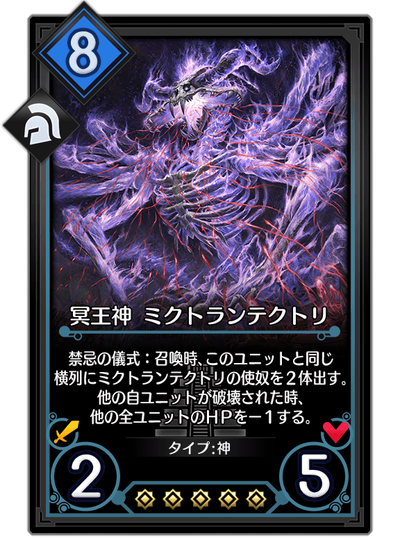 8
冥王神 ミクトランテクトリ
禁忌の儀式：召喚時、このユニットと同じ
横列にミクトランテクトリの使奴を2体出す。
他の自ユニットが破壊された時、
他の全ユニットのHPを－1する。
タイプ：神
2
5